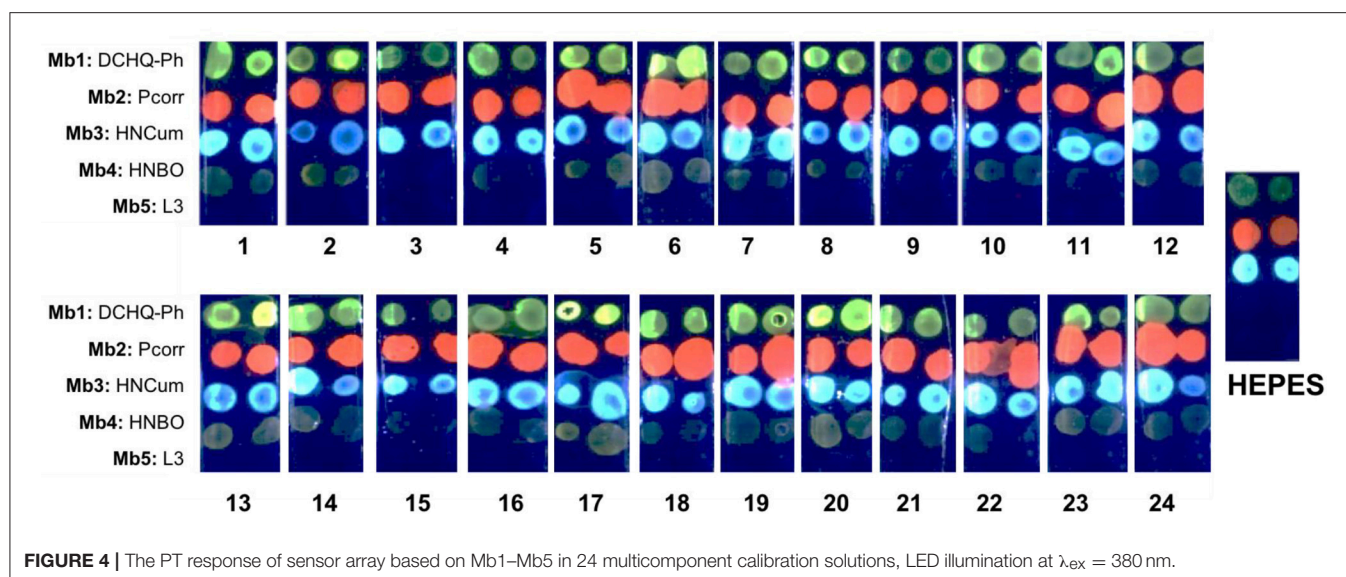 Mb1: DCHQ-Ph
Mb2: Pcorr
Mb3: HNCum
Mb4: HNBO
Mb5: L3
1 2 3 4 5 6 7 8 9 10 11 12
HEPES
Mb1: DCHQ-Ph
Mb2: Pcorr
Mb3: HNCum
Mb4: HNBO
Mb5: L3
13 14 15 16 17 18 19 20 21 22 23 24
FIGURE 4 | The PT response of sensor array based on Mb1–Mb5 in 24 multicomponent calibration solutions, LED illumination at λex = 380 nm.